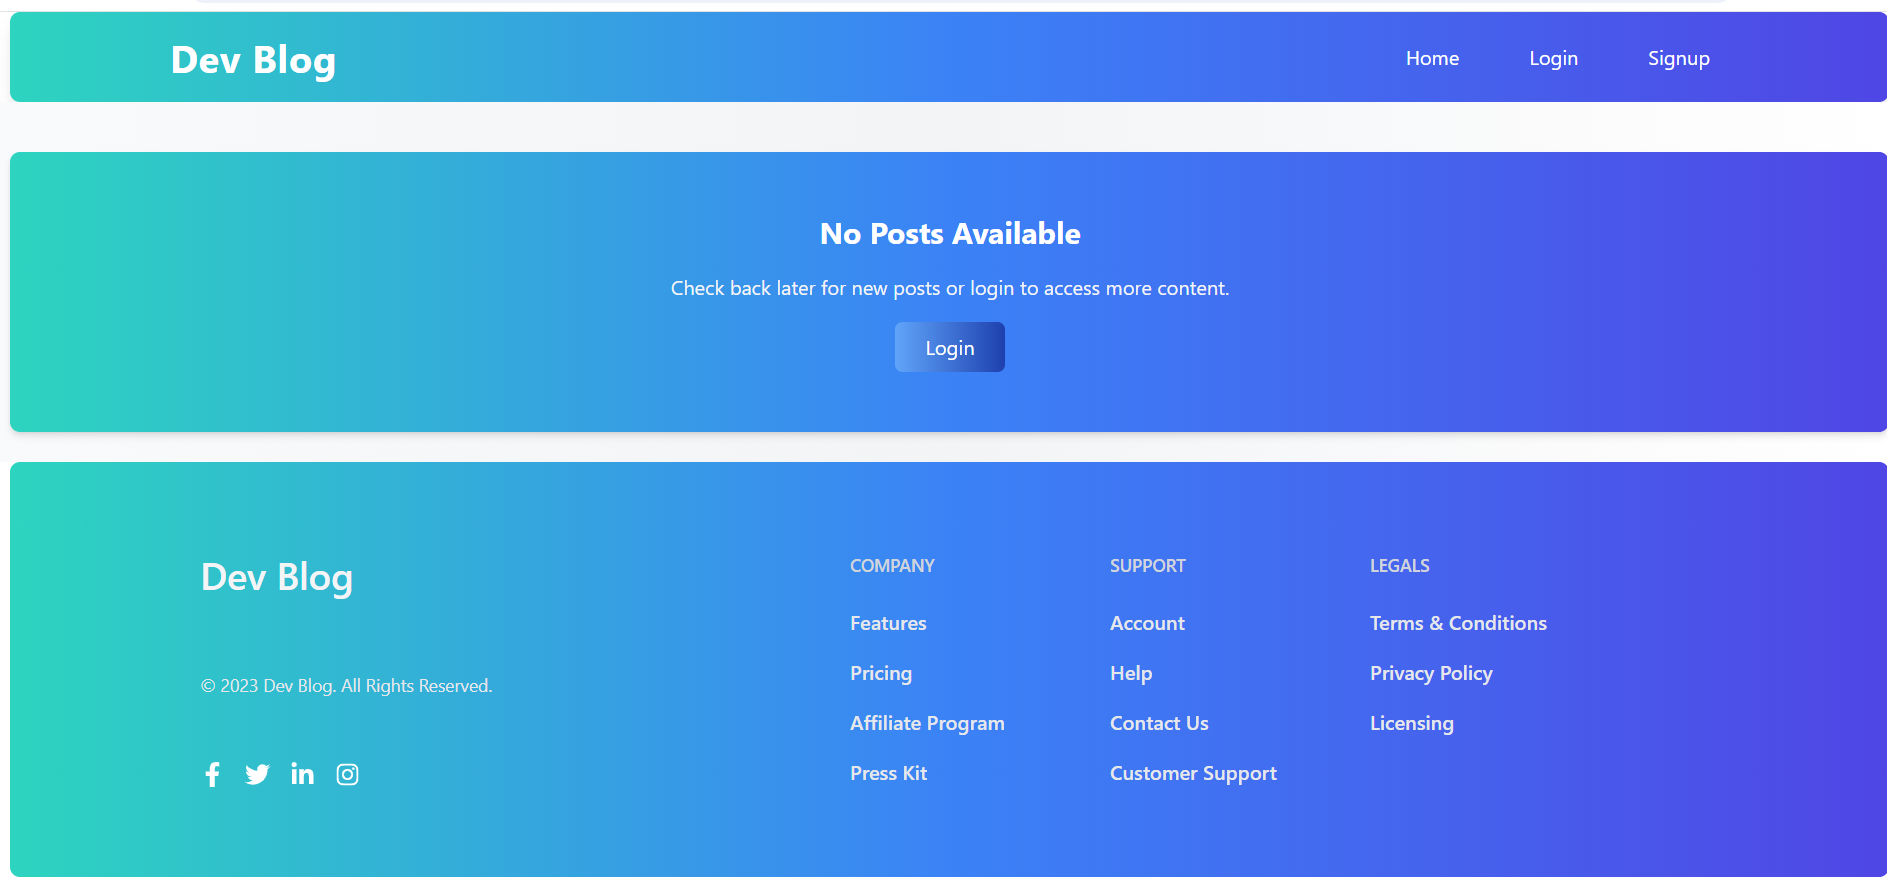 Dev Blog
Home Login Signup
No Posts Available
Check back later for new posts or login to access more content.
Login
Dev Blog
© 2023 Dev Blog. All Rights Reserved.
COMPANY
Features
Pricing
Affiliate Program
Press Kit
SUPPORT
Account
Help
Contact Us
Customer Support
LEGALS
Terms & Conditions
Privacy Policy
Licensing